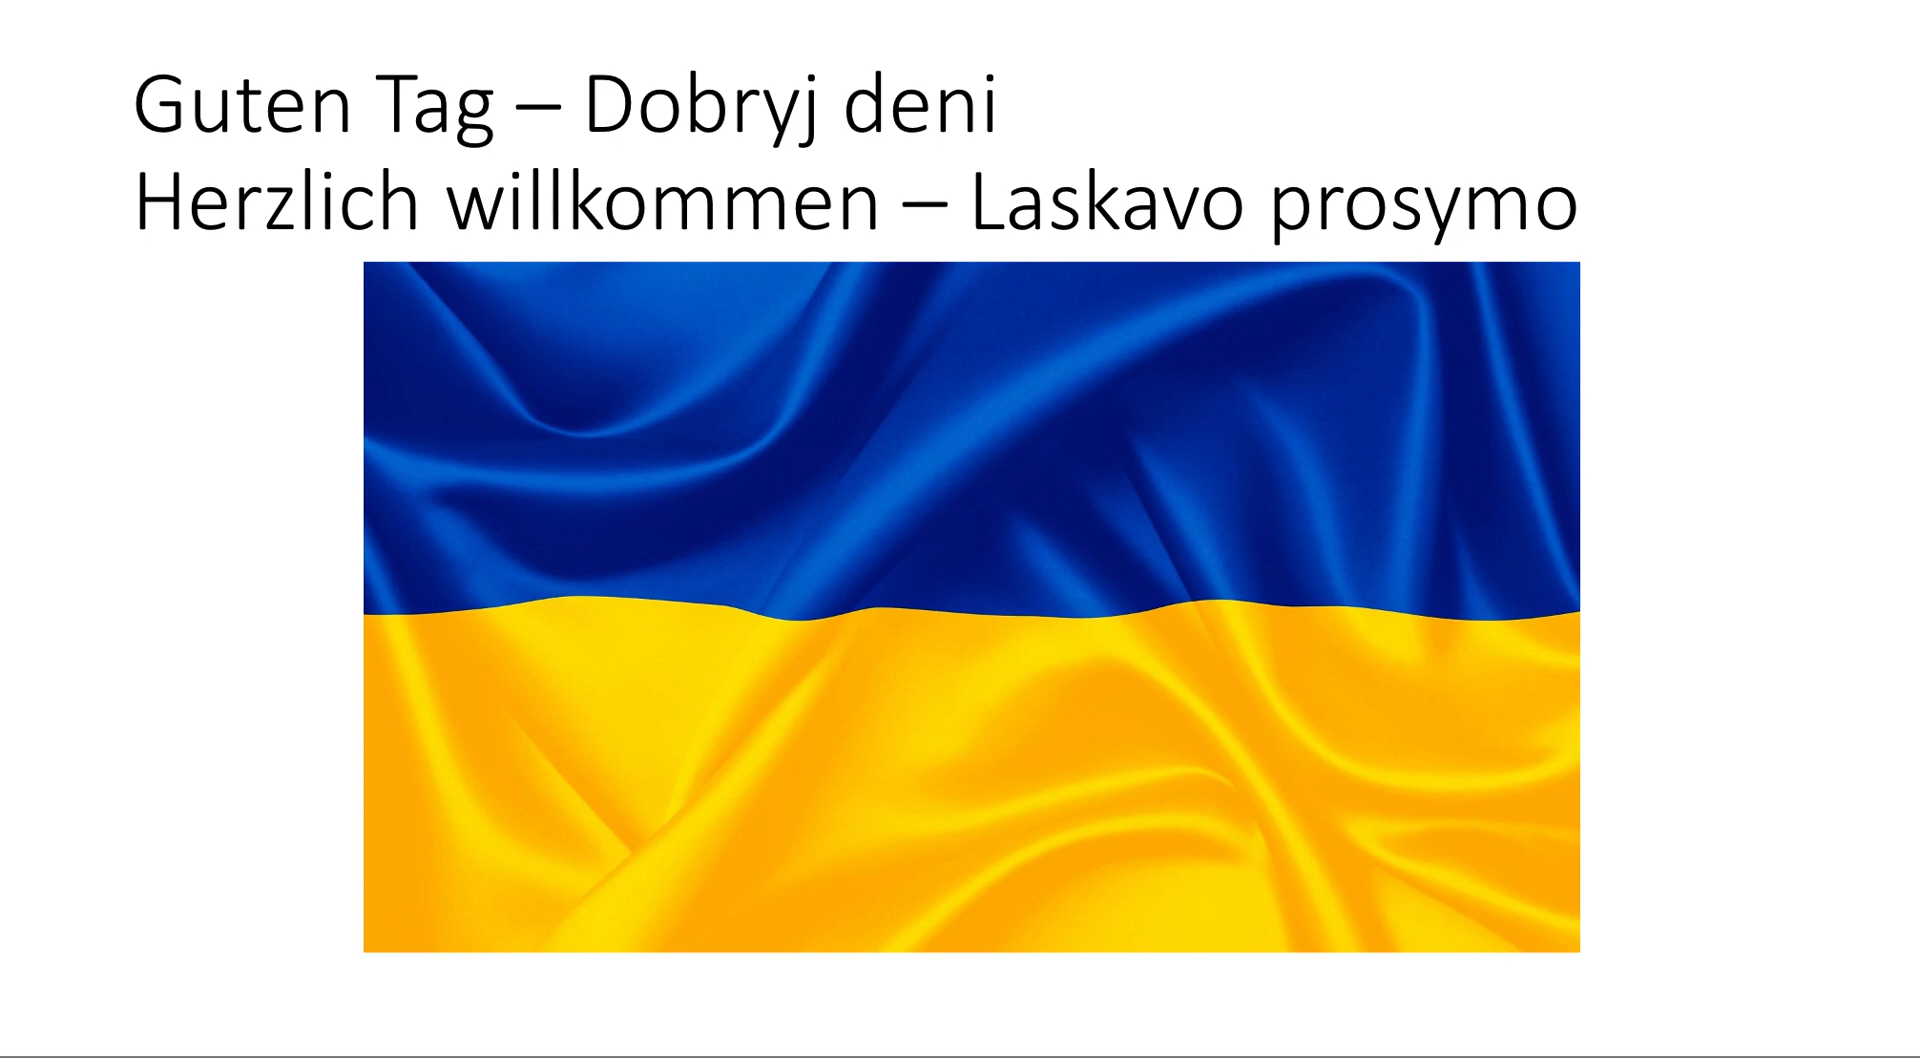 Guten Tag – Dobryj deni
Herzlich willkommen – Laskavo prosymo